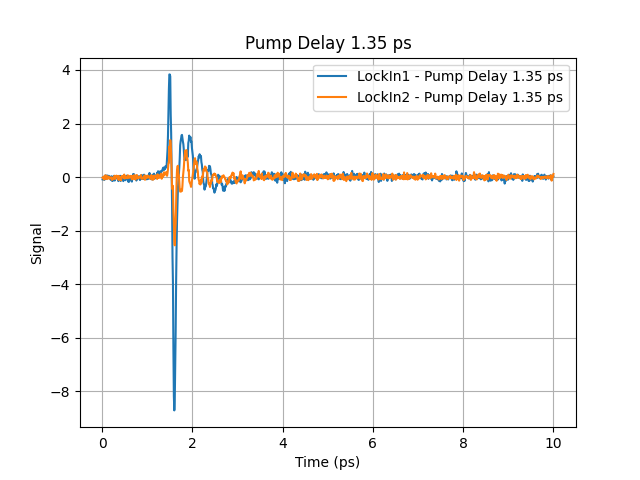 Pump Delay 1.35 ps
LockIn1 - Pump Delay 1.35 ps
LockIn2 - Pump Delay 1.35 ps
4
2
0
−2
−4
−6
−8
Signal
0 2 4 6 8 10
Time (ps)